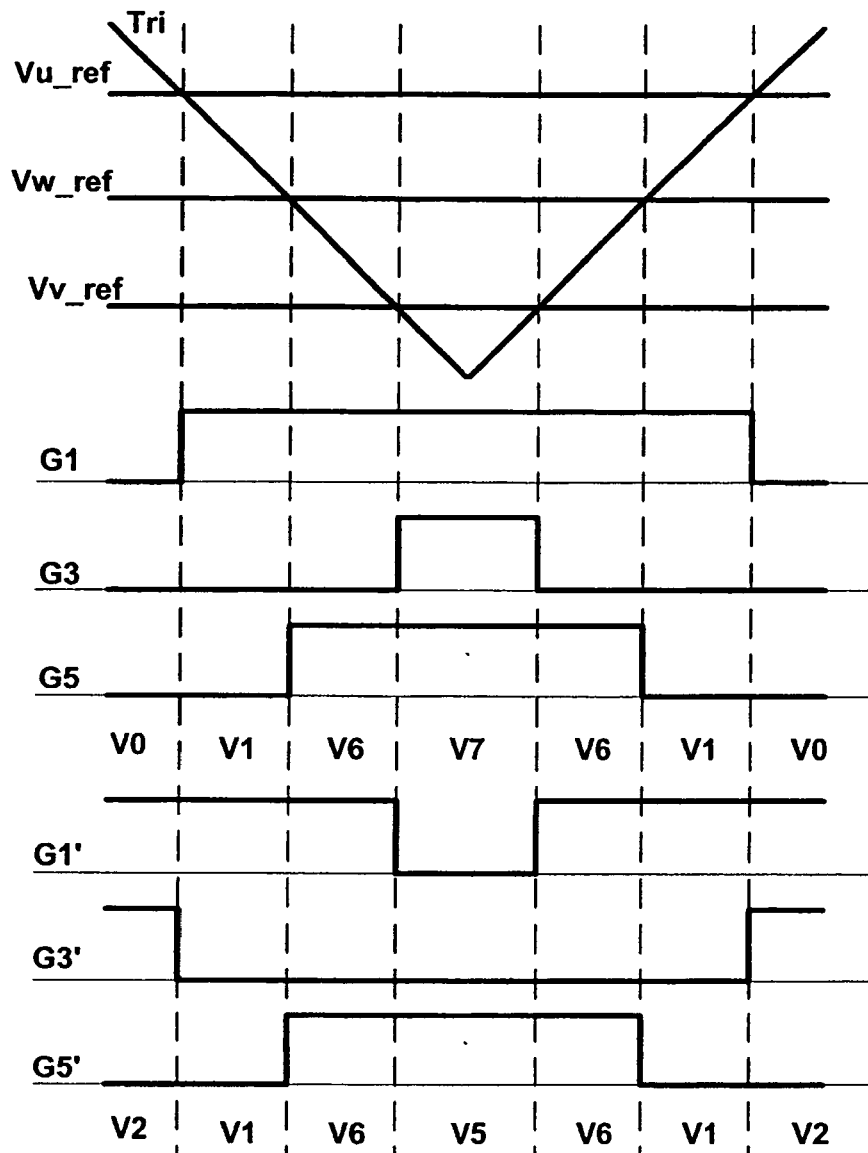 Tri
Vu_ref
Vw_ref
Vv_ref
G1
G3
G5
V0 V1 V6 V7 V6 V1 V0
G1'
G3'
G5'
V2 V1 V6 V5 V6 V1 V2